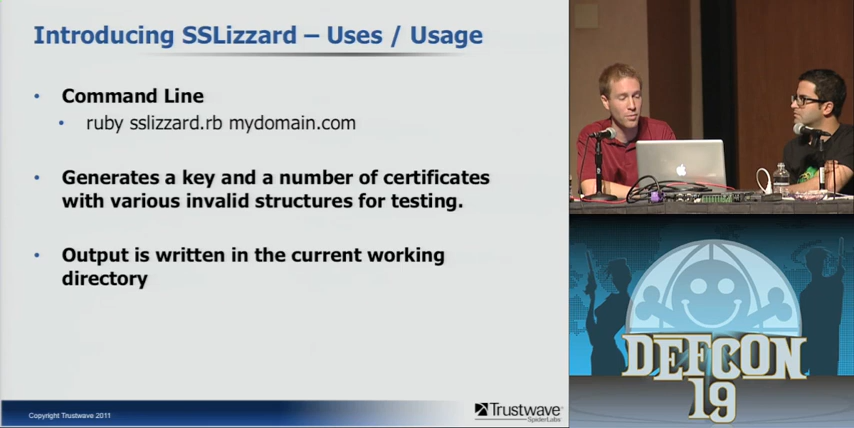 Introducing SSLizzard – Uses / Usage
• Command Line
• ruby sslizzard.rb mydomain.com
• Generates a key and a number of certificates
with various invalid structures for testing.
• Output is written in the current working
directory
Copyright Trustwave 2011
Trustwave®
SpiderLabs
DEFCON
19